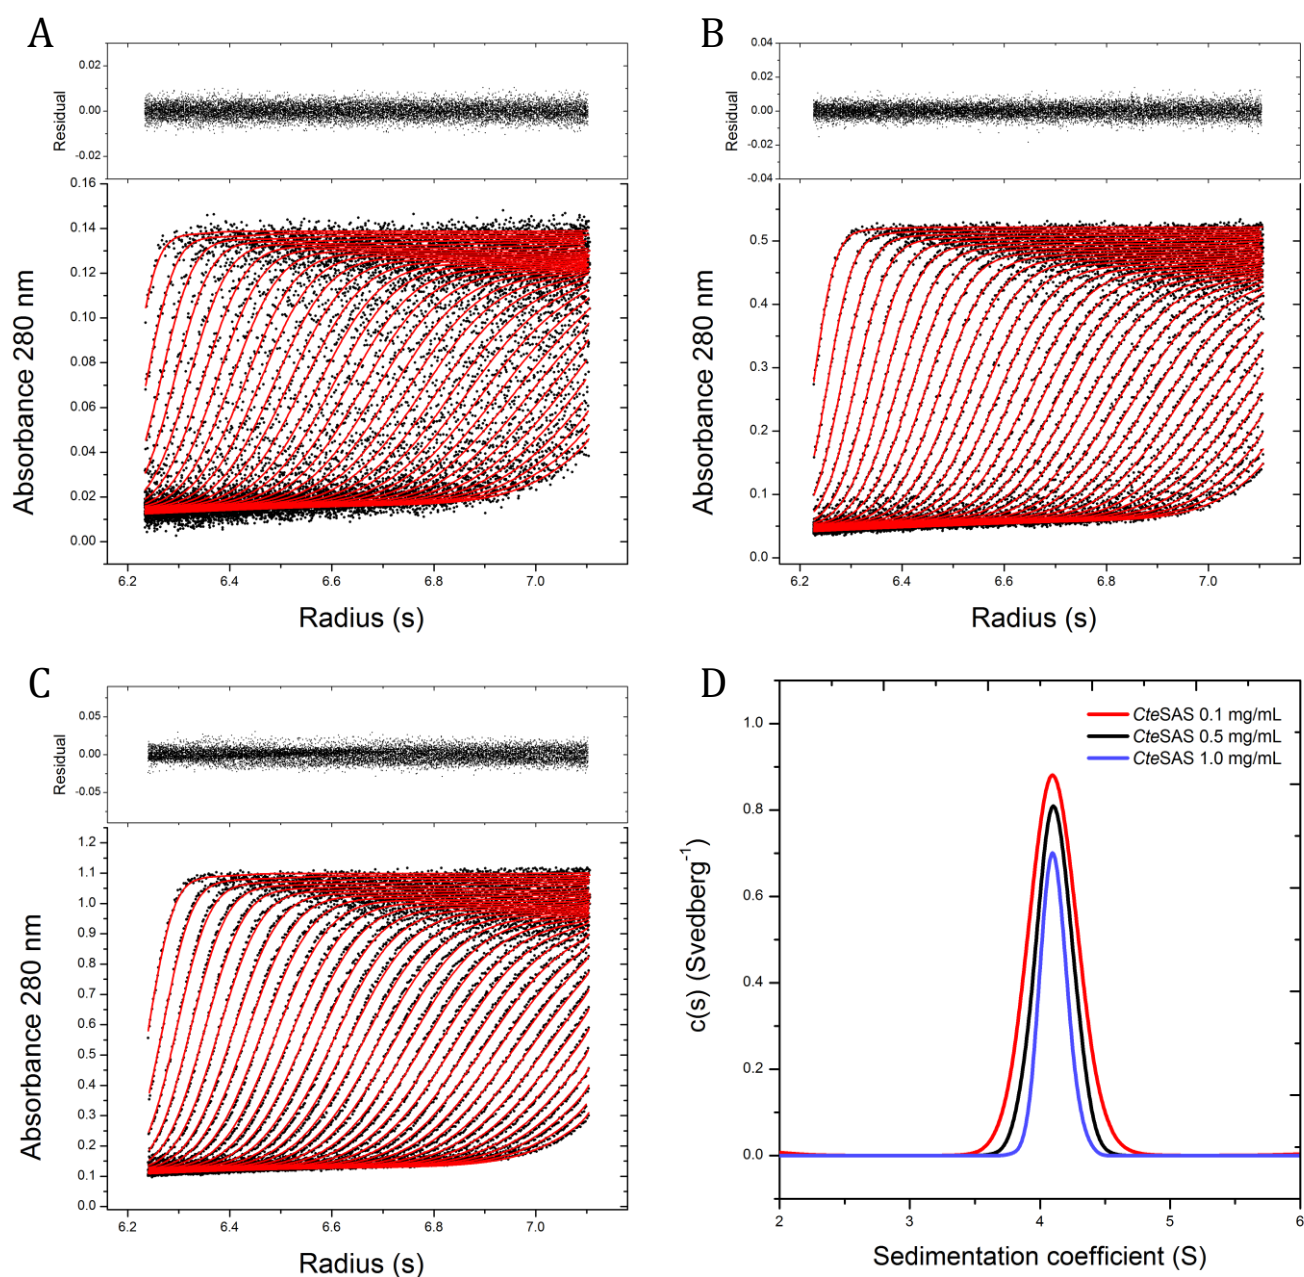 A
0.02
0.00
-0.02
Residual
0.16
0.14
0.12
0.10
0.08
0.06
0.04
0.02
0.00
Absorbance 280 nm
6.2 6.4 6.6 6.8 7.0
Radius (s)
B
0.04
0.02
0.00
-0.02
-0.04
Residual
0.5
0.4
0.3
0.2
0.1
0.0
Absorbance 280 nm
6.2 6.4 6.6 6.8 7.0
Radius (s)
C
0.05
0.00
-0.05
Residual
1.2
1.1
1.0
0.9
0.8
0.7
0.6
0.5
0.4
0.3
0.2
0.1
0.0
Absorbance 280 nm
6.2 6.4 6.6 6.8 7.0
Radius (s)
D
CteSAS 0.1 mg/mL
CteSAS 0.5 mg/mL
CteSAS 1.0 mg/mL
1.0
0.8
0.6
0.4
0.2
0.0
c(s) (Svedberg⁻¹)
2 3 4 5 6
Sedimentation coefficient (S)